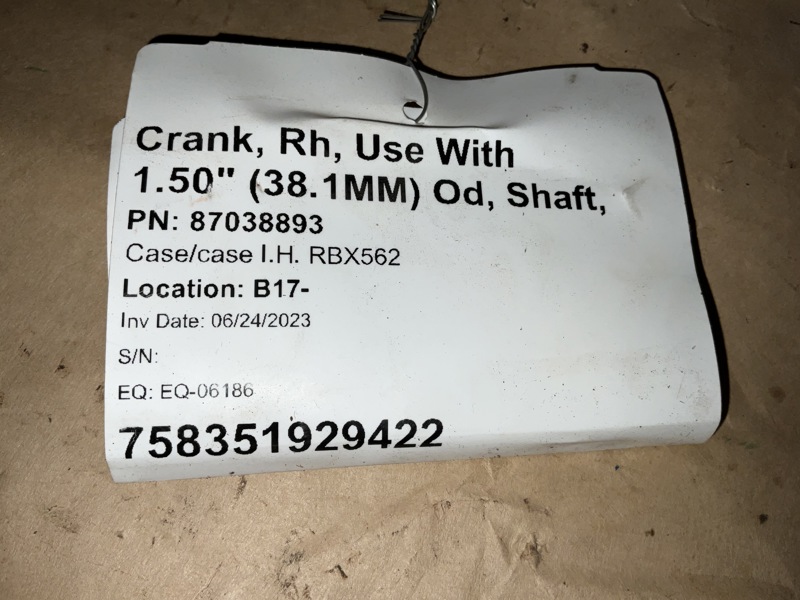 Crank, Rh, Use With
1.50" (38.1MM) Od, Shaft,
PN: 87038893
Case/case I.H. RBX562
Location: B17-
Inv Date: 06/24/2023
S/N:
EQ: EQ-06186
758351929422